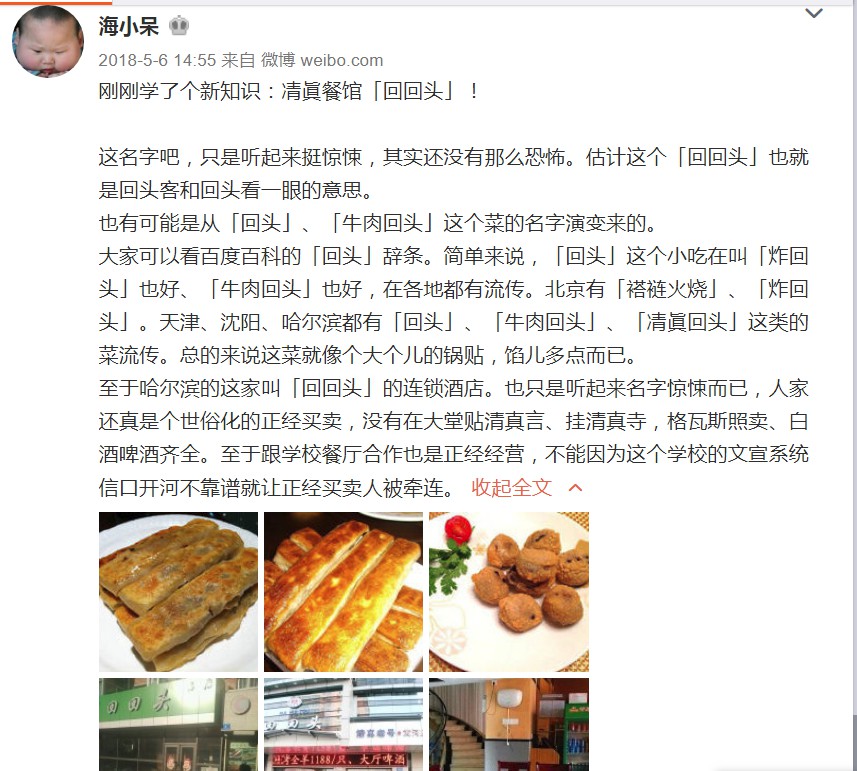 海小呆
2018-5-6 14:55 来自 微博 weibo.com
刚刚学了个新知识：凊眞餐馆「回回头」！
这名字吧，只是听起来挺惊悚，其实还没有那么恐怖。估计这个「回回头」也就
是回头客和回头看一眼的意思。
也有可能是从「回头」、「牛肉回头」这个菜的名字演变来的。
大家可以看百度百科的「回头」辞条。简单来说，「回头」这个小吃在叫「炸回
头」也好、「牛肉回头」也好，在各地都有流传。北京有「褡裢火烧」、「炸回
头」。天津、沈阳、哈尔滨都有「回头」、「牛肉回头」、「凊眞回头」这类的
菜流传。总的来说这菜就像个大个儿的锅贴，馅儿多点而已。
至于哈尔滨的这家叫「回回头」的连锁酒店。也只是听起来名字惊悚而已，人家
还真是个世俗化的正经买卖，没有在大堂贴清真言、挂清真寺，格瓦斯照卖、白
酒啤酒齐全。至于跟学校餐厅合作也是正经经营，不能因为这个学校的文宣系统
信口开河不靠谱就让正经买卖人被牵连。 收起全文
回回头
回回头
全羊1188/只、大厅啤酒